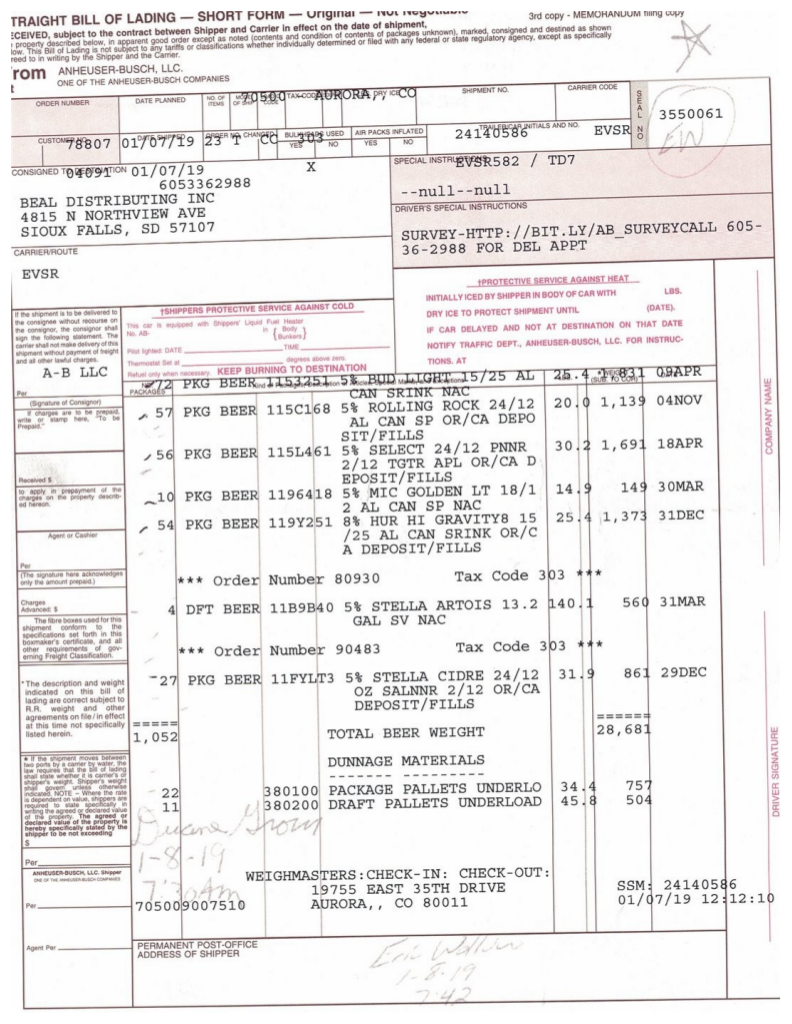 TRAIGHT BILL OF LADING — SHORT FORM — Original — Not Negotiable
3rd copy - MEMORANDUM filing copy
ECEIVED, subject to the contract between Shipper and Carrier in effect on the date of shipment,
property described below, in apparent good order except as noted (contents and condition of contents of packages unknown), marked, consigned and destined as shown
low. This Bill of Lading is not subject to any tariffs or classifications whether individually determined or filed with any federal or state regulatory agency, except as specifically
reed to in writing by the Shipper and the Carrier.
rom ANHEUSER-BUSCH, LLC.
ONE OF THE ANHEUSER-BUSCH COMPANIES
ORDER NUMBER DATE PLANNED NO. OF ITEMS 70500 TAX CODE AURORA,, CO DRY ICE SHIPMENT NO. CARRIER CODE SEAL NO 3550061
EW
CUSTOMER NO. 78807 DATE SHIPPED 01/07/19 ORDER NO. CHANGED 23 T CO 303 BULKHEADS USED YES NO AIR PACKS INFLATED YES NO TRAILER/CAR INITIALS AND NO. 24140586 EVSR
CONSIGNED TO DESTINATION 04091 01/07/19 X
6053362988
BEAL DISTRIBUTING INC
4815 N NORTHVIEW AVE
SIOUX FALLS, SD 57107
SPECIAL INSTRUCTIONS EVSR582 / TD7
--null--null
DRIVER'S SPECIAL INSTRUCTIONS
SURVEY-HTTP://BIT.LY/AB_SURVEYCALL 605-
36-2988 FOR DEL APPT
CARRIER/ROUTE
EVSR
If the shipment is to be delivered to
the consignee without recourse on
the consignor, the consignor shall
sign the following statement. The
carrier shall not make delivery of this
shipment without payment of freight
and all other lawful charges.
A-B LLC
Per
(Signature of Consignor)
†SHIPPERS PROTECTIVE SERVICE AGAINST COLD
This car is equipped with Shippers' Liquid Fuel Heater
No. AB- in { Body Bunkers }
Pilot lighted: DATE TIME
Thermostat Set at degrees above zero.
Refuel only when necessary. KEEP BURNING TO DESTINATION
†PROTECTIVE SERVICE AGAINST HEAT
INITIALLY ICED BY SHIPPER IN BODY OF CAR WITH LBS.
DRY ICE TO PROTECT SHIPMENT UNTIL (DATE).
IF CAR DELAYED AND NOT AT DESTINATION ON THAT DATE
NOTIFY TRAFFIC DEPT., ANHEUSER-BUSCH, LLC. FOR INSTRUC-
TIONS. AT
COMPANY NAME
DRIVER SIGNATURE
If charges are to be prepaid,
write or stamp here, "To be
Prepaid."
Received $
to apply in prepayment of the
charges on the property describ-
ed hereon.
Agent or Cashier
Per
(The signature here acknowledges
only the amount prepaid.)
Charges
Advanced: $
The fibre boxes used for this
shipment conform to the
specifications set forth in this
boxmaker's certificate, and all
other requirements of gov-
erning Freight Classification.
* The description and weight
indicated on this bill of
lading are correct subject to
R.R. weight and other
agreements on file / in effect
at this time not specifically
listed herein.
* If the shipment moves between
two ports by a carrier by water, the
law requires that the bill of lading
shall state whether it is carrier's or
shipper's weight. Shipper's weight
shall govern unless otherwise
indicated. NOTE – Where the rate
is dependent on value, shippers are
required to state specifically in
writing the agreed or declared value
of the property. The agreed or
declared value of the property is
hereby specifically stated by the
shipper to be not exceeding
$
Per
ANHEUSER-BUSCH, LLC. Shipper
ONE OF THE ANHEUSER-BUSCH COMPANIES
Per
Agent Per
PACKAGES
72 PKG BEER 1153251 5% BUD LIGHT 15/25 AL 25.4 1,831 09APR
CAN SRINK NAC
57 PKG BEER 115C168 5% ROLLING ROCK 24/12 20.0 1,139 04NOV
AL CAN SP OR/CA DEPO
SIT/FILLS
56 PKG BEER 115L461 5% SELECT 24/12 PNNR 30.2 1,691 18APR
2/12 TGTR APL OR/CA D
EPOSIT/FILLS
10 PKG BEER 1196418 5% MIC GOLDEN LT 18/1 14.9 149 30MAR
2 AL CAN SP NAC
54 PKG BEER 119Y251 8% HUR HI GRAVITY8 15 25.4 1,373 31DEC
/25 AL CAN SRINK OR/C
A DEPOSIT/FILLS
*** Order Number 80930 Tax Code 303 ***
4 DFT BEER 11B9B40 5% STELLA ARTOIS 13.2 140.1 560 31MAR
GAL SV NAC
*** Order Number 90483 Tax Code 303 ***
27 PKG BEER 11FYLT3 5% STELLA CIDRE 24/12 31.9 861 29DEC
OZ SALNNR 2/12 OR/CA
DEPOSIT/FILLS
===== ======
1,052 TOTAL BEER WEIGHT 28,681
DUNNAGE MATERIALS
------- ---------
22 380100 PACKAGE PALLETS UNDERLO 34.4 757
11 380200 DRAFT PALLETS UNDERLOAD 45.8 504
Duane
1-8-19
7:30Am
WEIGHMASTERS:CHECK-IN: CHECK-OUT:
19755 EAST 35TH DRIVE SSM: 24140586
705009007510 AURORA,, CO 80011 01/07/19 12:12:10
PERMANENT POST-OFFICE
ADDRESS OF SHIPPER
Eric
1-8-19
7:42